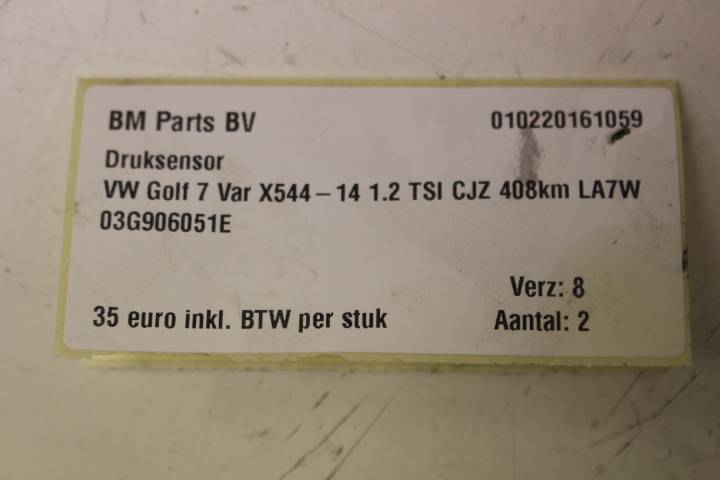 BM Parts BV 010220161059
Druksensor
VW Golf 7 Var X544-14 1.2 TSI CJZ 408km LA7W
03G906051E
Verz: 8
35 euro inkl. BTW per stuk Aantal: 2